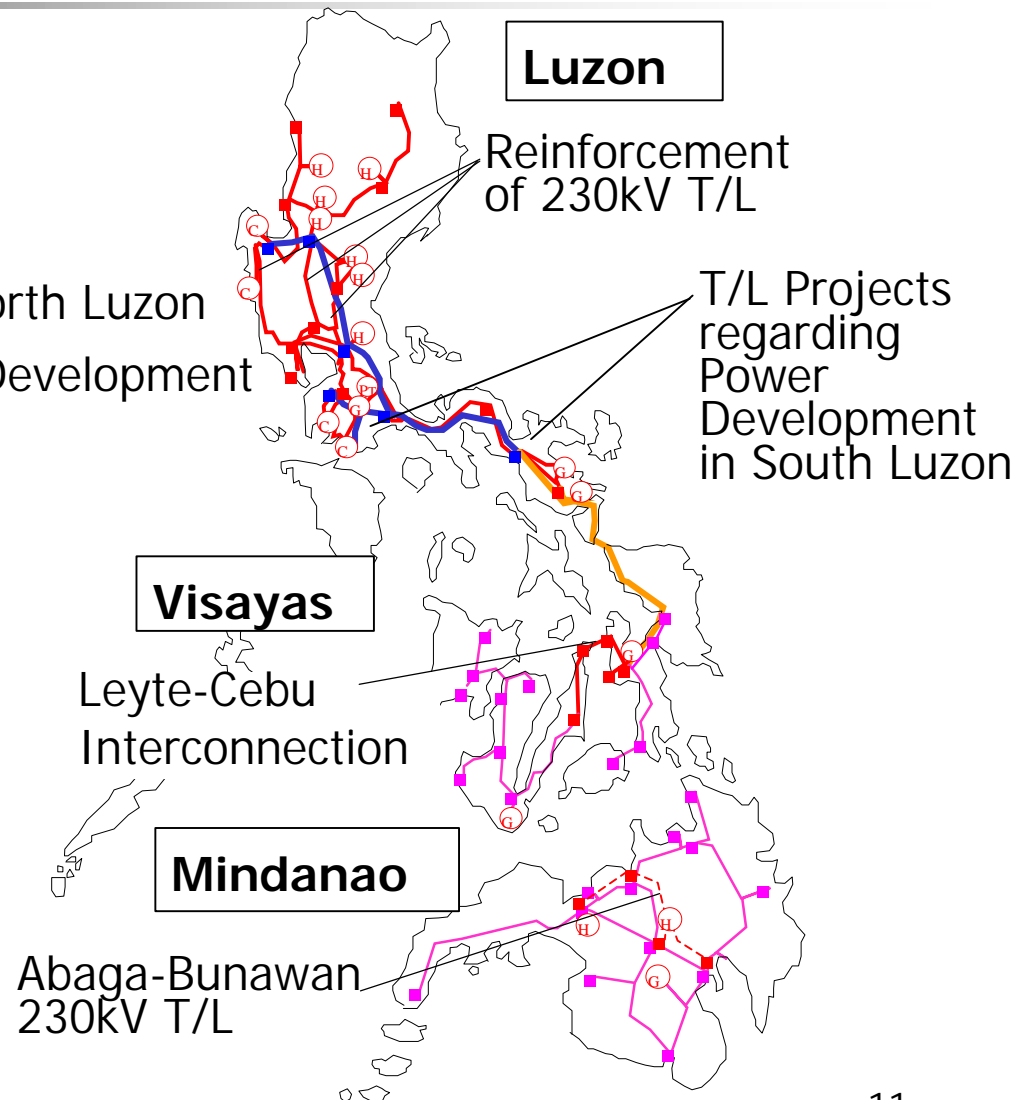 Luzon
Reinforcement
of 230kV T/L
H
H
H
H
C
H
H
C
orth Luzon
T/L Projects
regarding
Power
Development
in South Luzon
H
Development
PT
G
C
C
G
G
Visayas
G
Leyte-Cebu
Interconnection
G
Mindanao
H
H
Abaga-Bunawan
230kV T/L
G